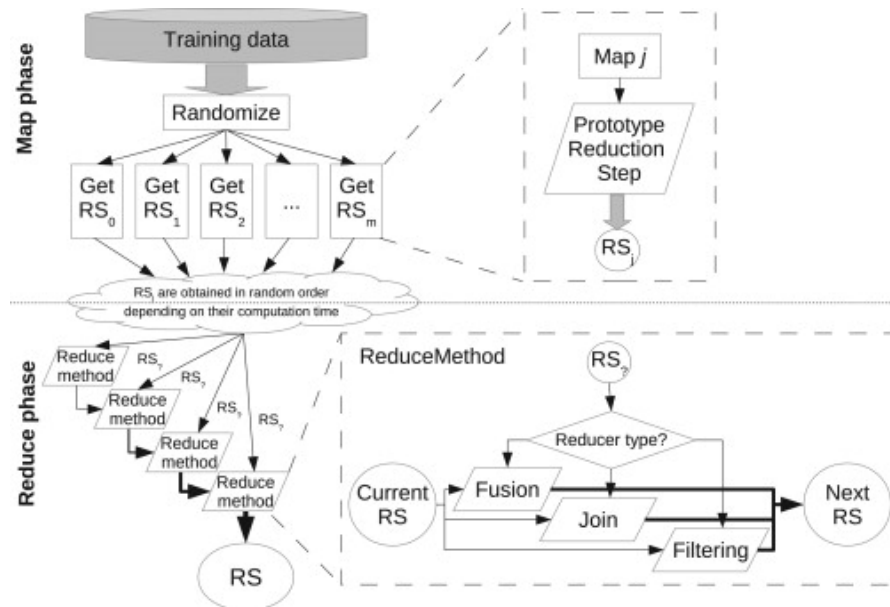 Map phase
Training data
Randomize
Get
RS0
Get
RS1
Get
RS2
...
Get
RSm
Map j
Prototype
Reduction
Step
RSj
RSj are obtained in random order
depending on their computation time
Reduce phase
Reduce
method
RS?
Reduce
method
RS?
Reduce
method
RS?
Reduce
method
RS?
RS
ReduceMethod
RS?
Reducer type?
Current
RS
Fusion
Join
Filtering
Next
RS